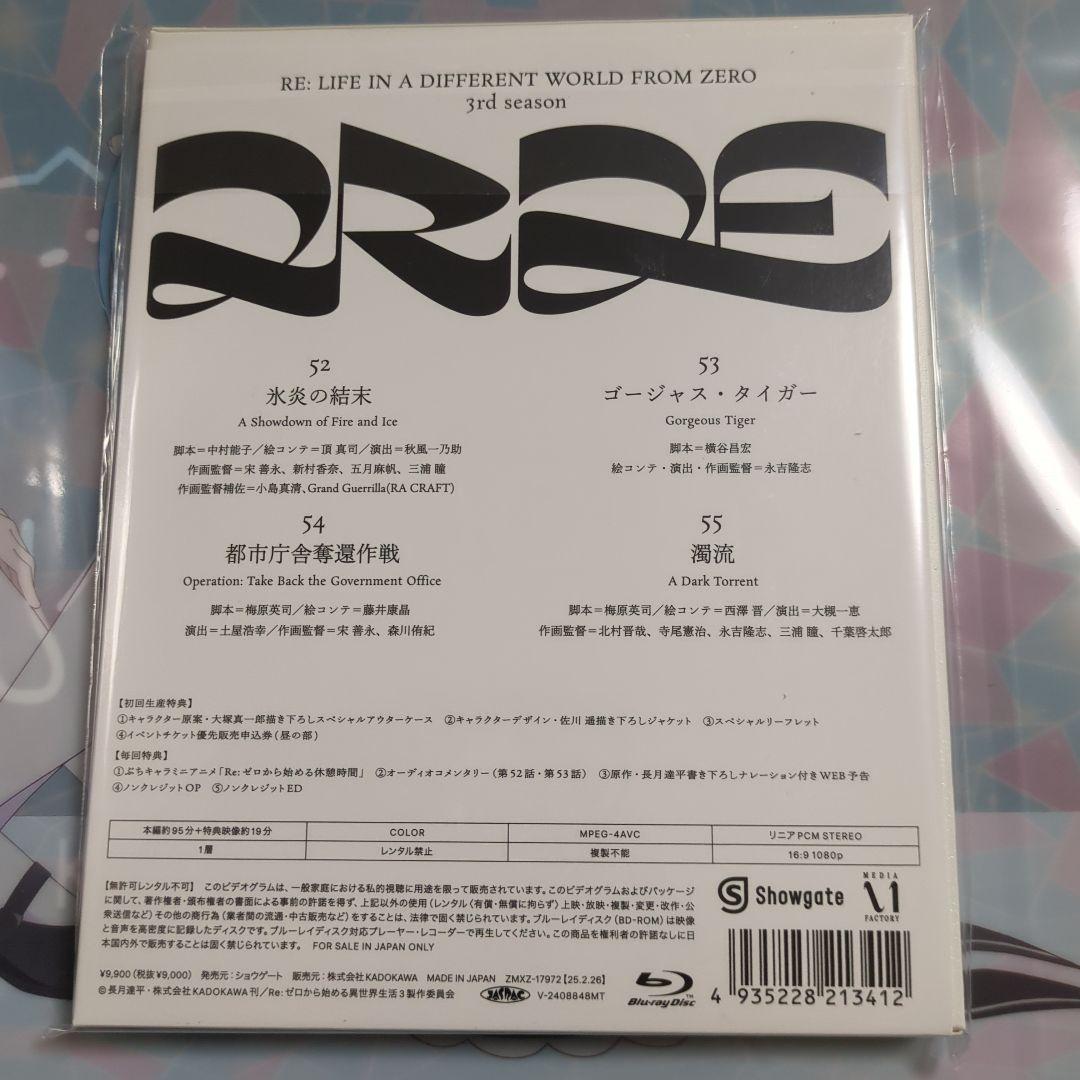 RE: LIFE IN A DIFFERENT WORLD FROM ZERO
3rd season
52
氷炎の結末
A Showdown of Fire and Ice
脚本＝中村能子／絵コンテ＝頂 真司／演出＝秋風一乃助
作画監督＝宋 善永、新村香奈、五月麻帆、三浦 瞳
作画監督補佐＝小島真清、Grand Guerrilla(RA CRAFT)
53
ゴージャス・タイガー
Gorgeous Tiger
脚本＝横谷昌宏
絵コンテ・演出・作画監督＝永吉隆志
54
都市庁舎奪還作戦
Operation: Take Back the Government Office
脚本＝梅原英司／絵コンテ＝藤井康晶
演出＝土屋浩幸／作画監督＝宋 善永、森川侑紀
55
濁流
A Dark Torrent
脚本＝梅原英司／絵コンテ＝西澤 晋／演出＝大槻一恵
作画監督＝北村晋哉、寺尾憲治、永吉隆志、三浦 瞳、千葉啓太郎
【初回生産特典】
①キャラクター原案・大塚真一郎描き下ろしスペシャルアウターケース ②キャラクターデザイン・佐川 遥描き下ろしジャケット ③スペシャルリーフレット
④イベントチケット優先販売申込券(昼の部)
【毎回特典】
①ぷちキャラミニアニメ「Re:ゼロから始める休憩時間」 ②オーディオコメンタリー(第52話・第53話) ③原作・長月達平書き下ろしナレーション付きWEB予告
④ノンクレジットOP ⑤ノンクレジットED
本編約95分＋特典映像約19分 COLOR MPEG-4AVC リニアPCM STEREO
1層 レンタル禁止 複製不能 16:9 1080p
【無許可レンタル不可】 このビデオグラムは、一般家庭における私的視聴に用途を限って販売されています。このビデオグラムおよびパッケージ
に関して、著作権者・頒布権者の書面による事前の許諾を得ず、上記以外の使用(レンタル(有償・無償に拘らず)上映・放映・複製・変更・改作・公
衆送信など)その他の商行為(業者間の流通・中古販売など)をすることは、法律で固く禁じられています。ブルーレイディスク(BD-ROM)は映像
と音声を高密度に記録したディスクです。ブルーレイディスク対応プレーヤー・レコーダーで再生してください。この商品を権利者の許諾なしに日
本国内外で販売することは固く禁じられています。 FOR SALE IN JAPAN ONLY
Showgate
MEDIA
FACTORY
¥9,900(税抜¥9,000) 発売元：ショウゲート 販売元：株式会社KADOKAWA MADE IN JAPAN ZMXZ-17972 [25.2.26]
©長月達平・株式会社KADOKAWA刊／Re:ゼロから始める異世界生活3製作委員会
JASRAC
V-2408848MT
Blu-ray Disc
4 935228 213412